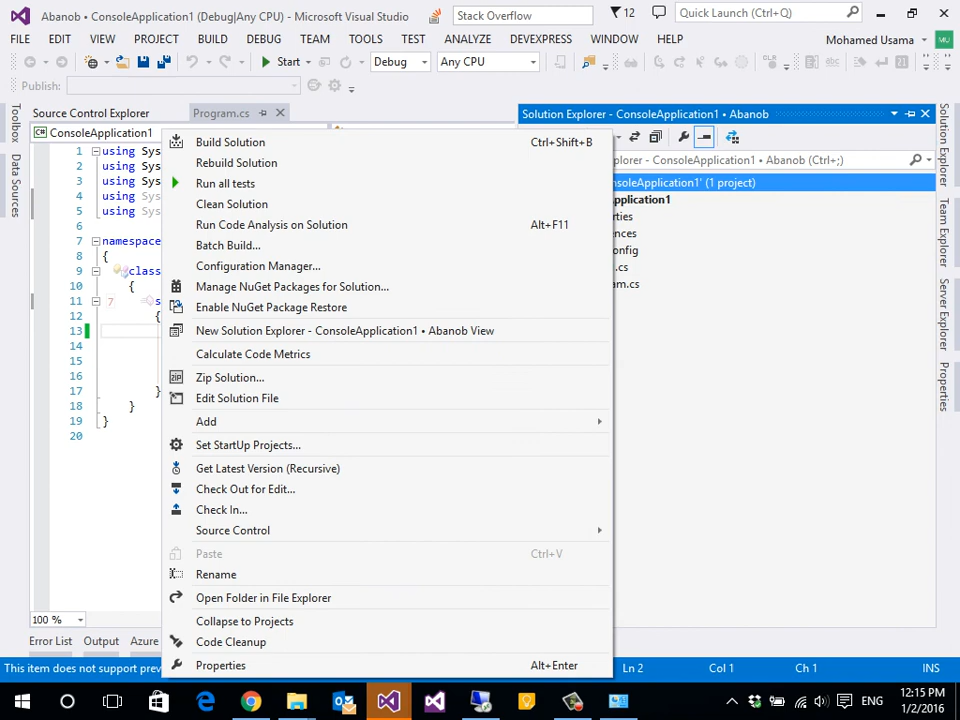 Abanob • ConsoleApplication1 (Debug|Any CPU) - Microsoft Visual Studio
Stack Overflow
12
Quick Launch (Ctrl+Q)
FILE EDIT VIEW PROJECT BUILD DEBUG TEAM TOOLS TEST ANALYZE DEVEXPRESS WINDOW HELP
Mohamed Usama
MU
Start Debug Any CPU
Publish:
Toolbox
Data Sources
Source Control Explorer Program.cs
C# ConsoleApplication1
1 using Sys
2 using Sys
3 using Sys
4 using Sys
5 using Sys
6
7 namespace
8 {
9 class
10 {
11 7 s
12 {
13
14
15
16
17 }
18 }
19 }
20
100 %
Build Solution Ctrl+Shift+B
Rebuild Solution
Run all tests
Clean Solution
Run Code Analysis on Solution Alt+F11
Batch Build...
Configuration Manager...
Manage NuGet Packages for Solution...
Enable NuGet Package Restore
New Solution Explorer - ConsoleApplication1 • Abanob View
Calculate Code Metrics
ZIP Zip Solution...
Edit Solution File
Add
Set StartUp Projects...
Get Latest Version (Recursive)
Check Out for Edit...
Check In...
Source Control
Paste Ctrl+V
Rename
Open Folder in File Explorer
Collapse to Projects
Code Cleanup
Properties Alt+Enter
Solution Explorer - ConsoleApplication1 • Abanob
plorer - ConsoleApplication1 • Abanob (Ctrl+;)
nsoleApplication1' (1 project)
pplication1
rties
ences
onfig
.cs
am.cs
Solution Explorer
Team Explorer
Server Explorer
Properties
Error List Output Azure
This item does not support prev
Ln 2 Col 1 Ch 1 INS
ENG
12:15 PM
1/2/2016